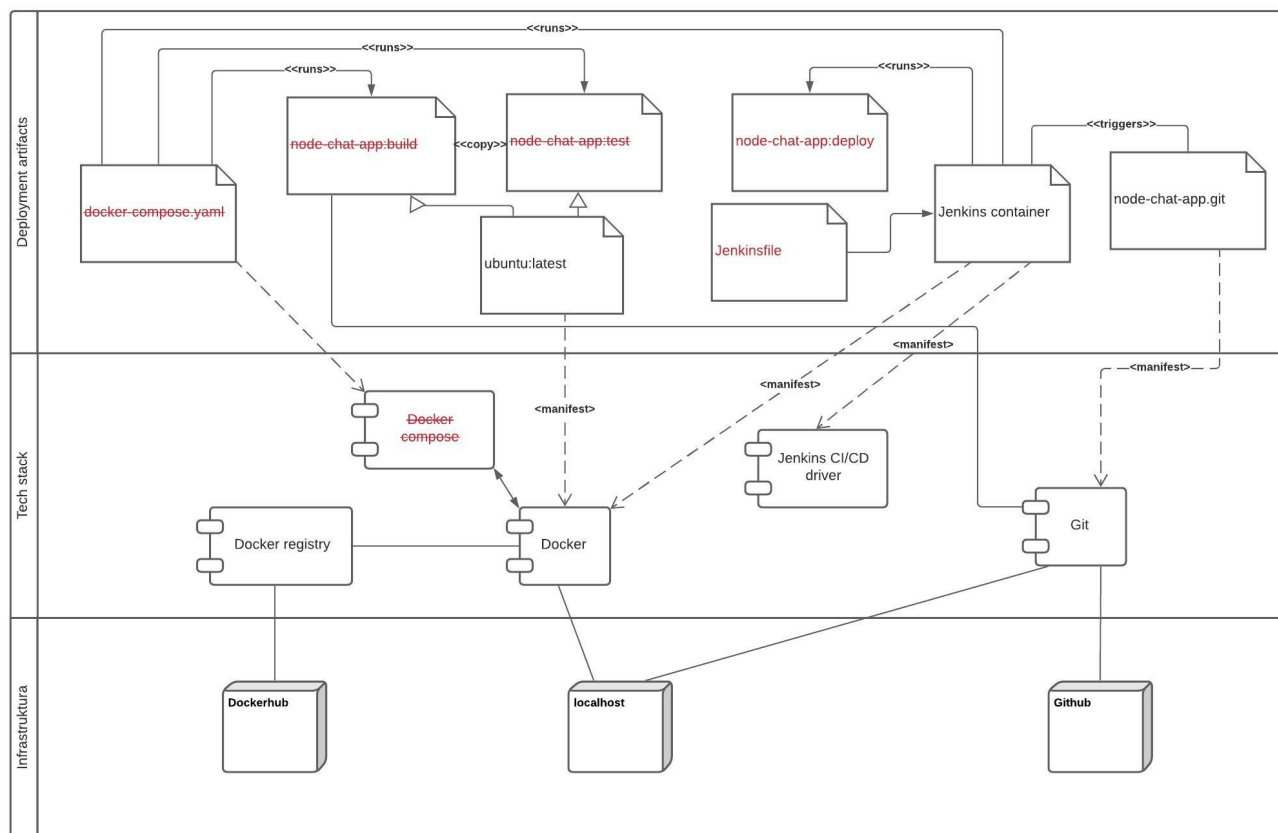 Deployment artifacts
<<runs>>
<<runs>>
<<runs>>
<<runs>>
node-chat-app:build
<<copy>>
node-chat-app:test
node-chat-app:deploy
<<triggers>>
docker-compose.yaml
ubuntu:latest
Jenkinsfile
Jenkins container
node-chat-app.git
Tech stack
<manifest>
<manifest>
<manifest>
<manifest>
Docker
compose
Jenkins CI/CD
driver
Docker registry
Docker
Git
Infrastruktura
Dockerhub
localhost
Github